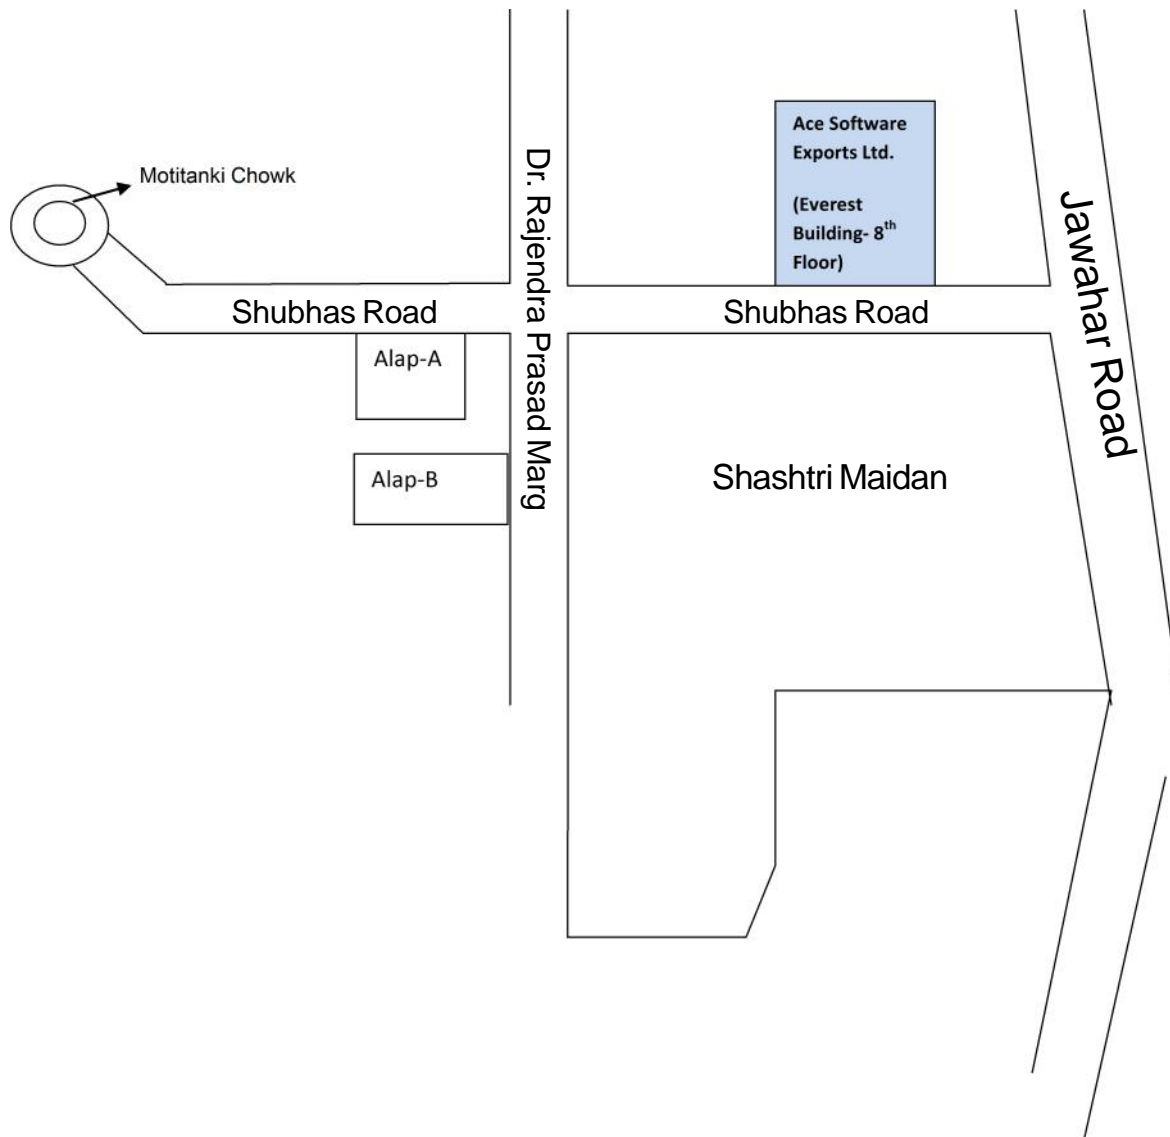 Motitanki Chowk
Ace Software
Exports Ltd.
(Everest
Building- 8th
Floor)
Dr. Rajendra Prasad Marg
Jawahar Road
Shubhas Road
Shubhas Road
Alap-A
Alap-B
Shashtri Maidan